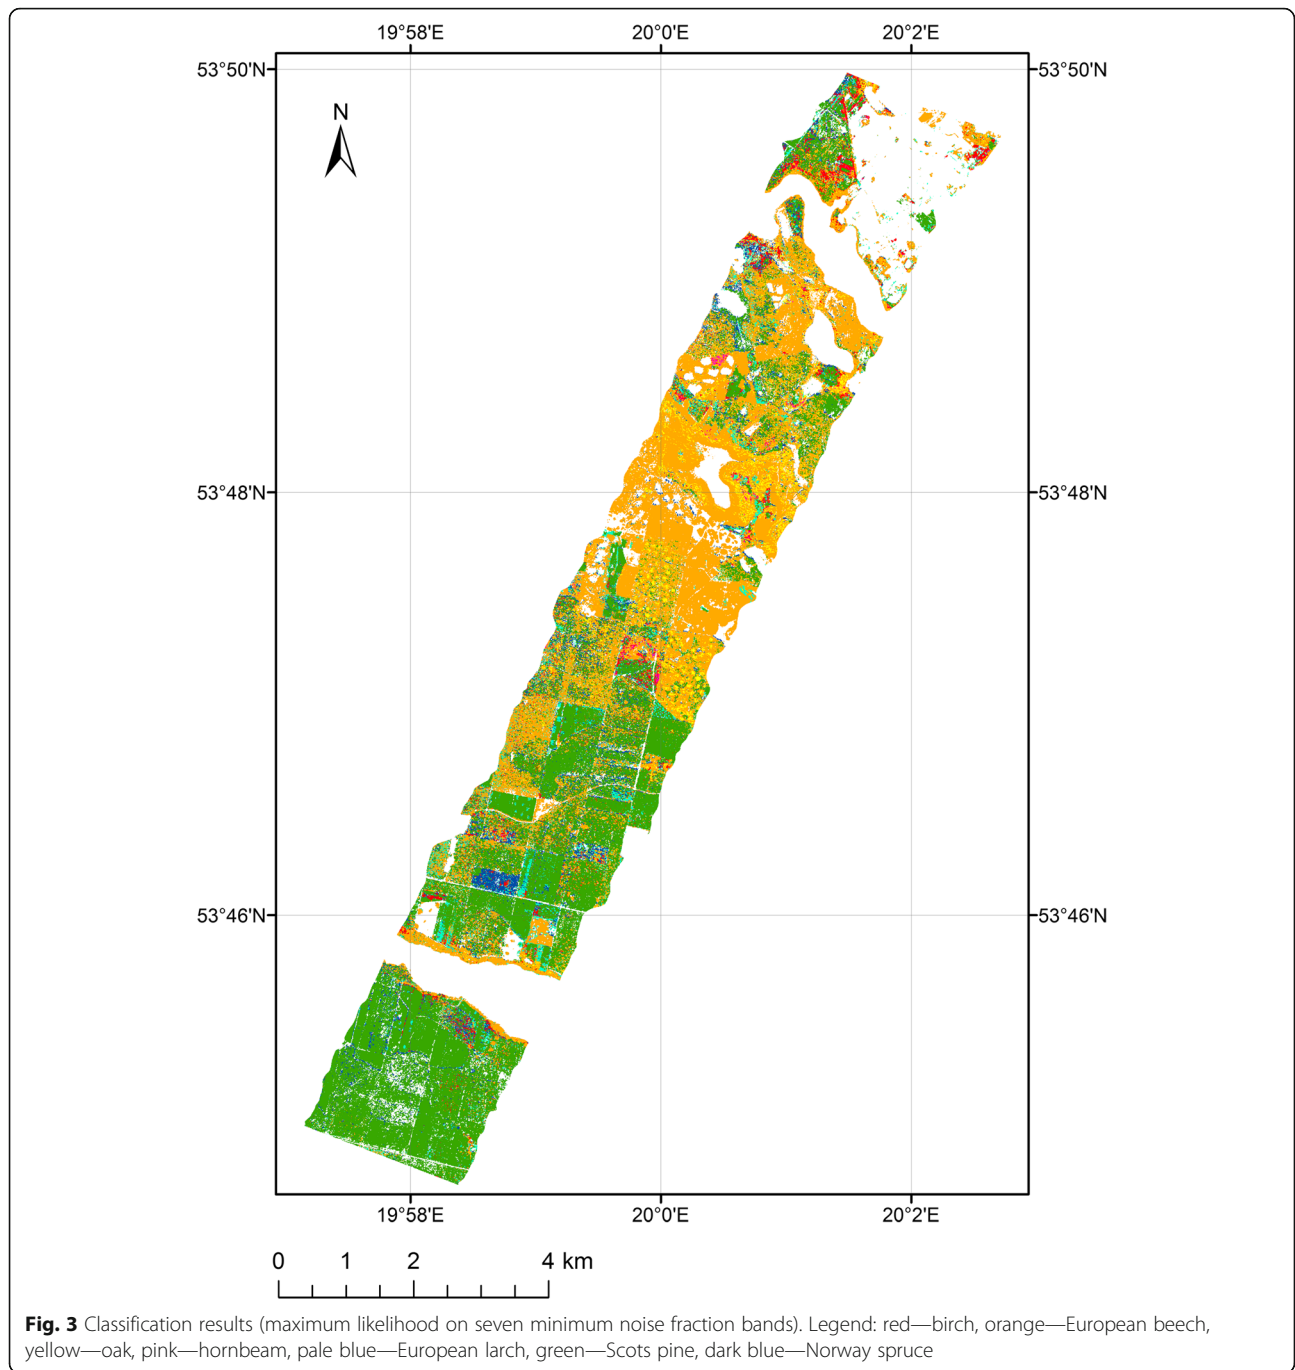 19°58'E 20°0'E 20°2'E
53°50'N 53°50'N
N
53°48'N 53°48'N
53°46'N 53°46'N
19°58'E 20°0'E 20°2'E
0 1 2 4 km
Fig. 3 Classification results (maximum likelihood on seven minimum noise fraction bands). Legend: red—birch, orange—European beech,
yellow—oak, pink—hornbeam, pale blue—European larch, green—Scots pine, dark blue—Norway spruce